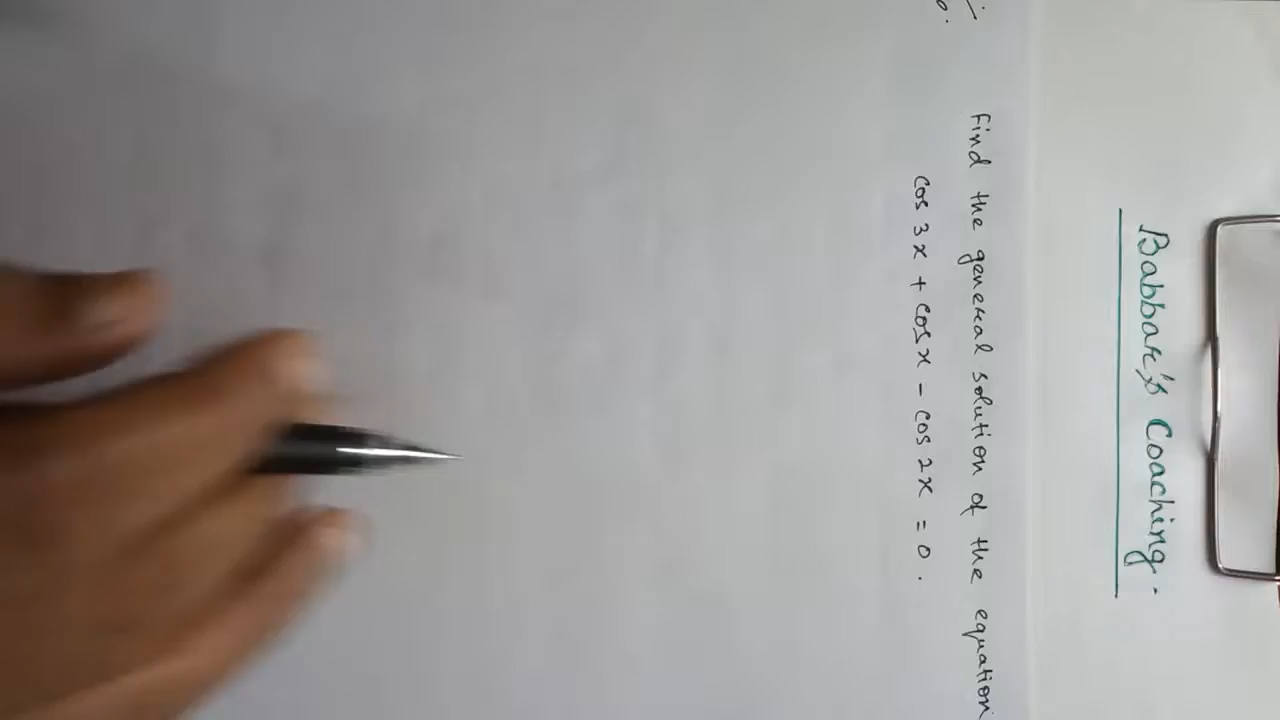 Babbar's Coaching.
Find the general solution of the equation
cos 3x + cos x - cos 2x = 0.